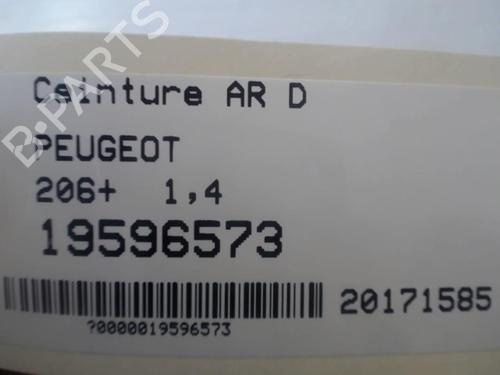 Ceinture AR D
PEUGEOT
206+ 1,4
19596573
20171585
?0000019596573
B-PARTS